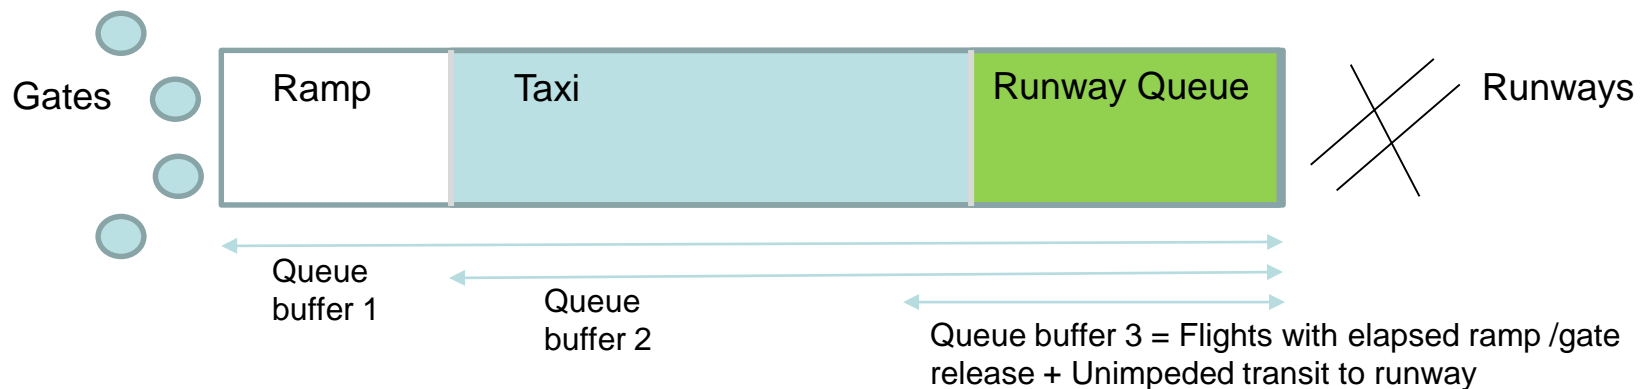 Gates
Ramp
Taxi
Runway Queue
Runways
Queue
buffer 1
Queue
buffer 2
Queue buffer 3 = Flights with elapsed ramp /gate
release + Unimpeded transit to runway